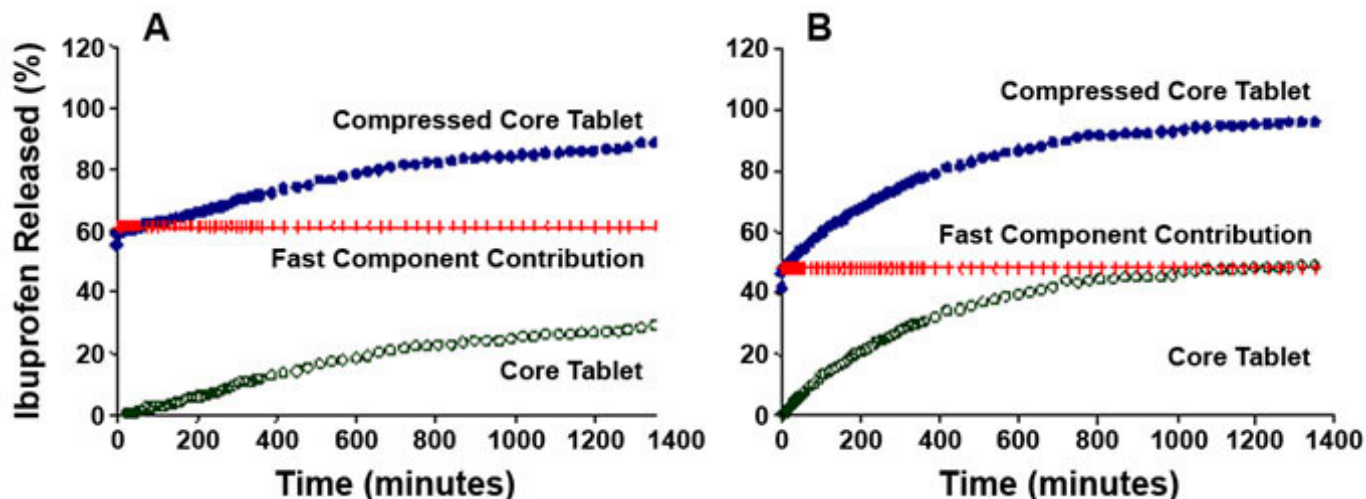 A
B
Ibuprofen Released (%)
120
100
80
60
40
20
0
Compressed Core Tablet
Fast Component Contribution
Core Tablet
0 200 400 600 800 1000 1200 1400
Time (minutes)
120
100
80
60
40
20
0
Compressed Core Tablet
Fast Component Contribution
Core Tablet
0 200 400 600 800 1000 1200 1400
Time (minutes)